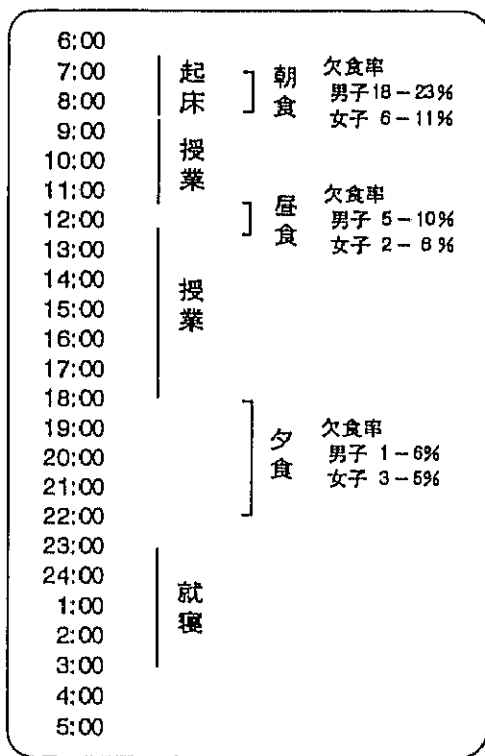 6:00
7:00
8:00
9:00
10:00
11:00
12:00
13:00
14:00
15:00
16:00
17:00
18:00
19:00
20:00
21:00
22:00
23:00
24:00
1:00
2:00
3:00
4:00
5:00
起床
授業
授業
就寝
朝食
欠食率
男子 18－23%
女子 6－11%
昼食
欠食率
男子 5－10%
女子 2－6%
夕食
欠食率
男子 1－6%
女子 3－5%